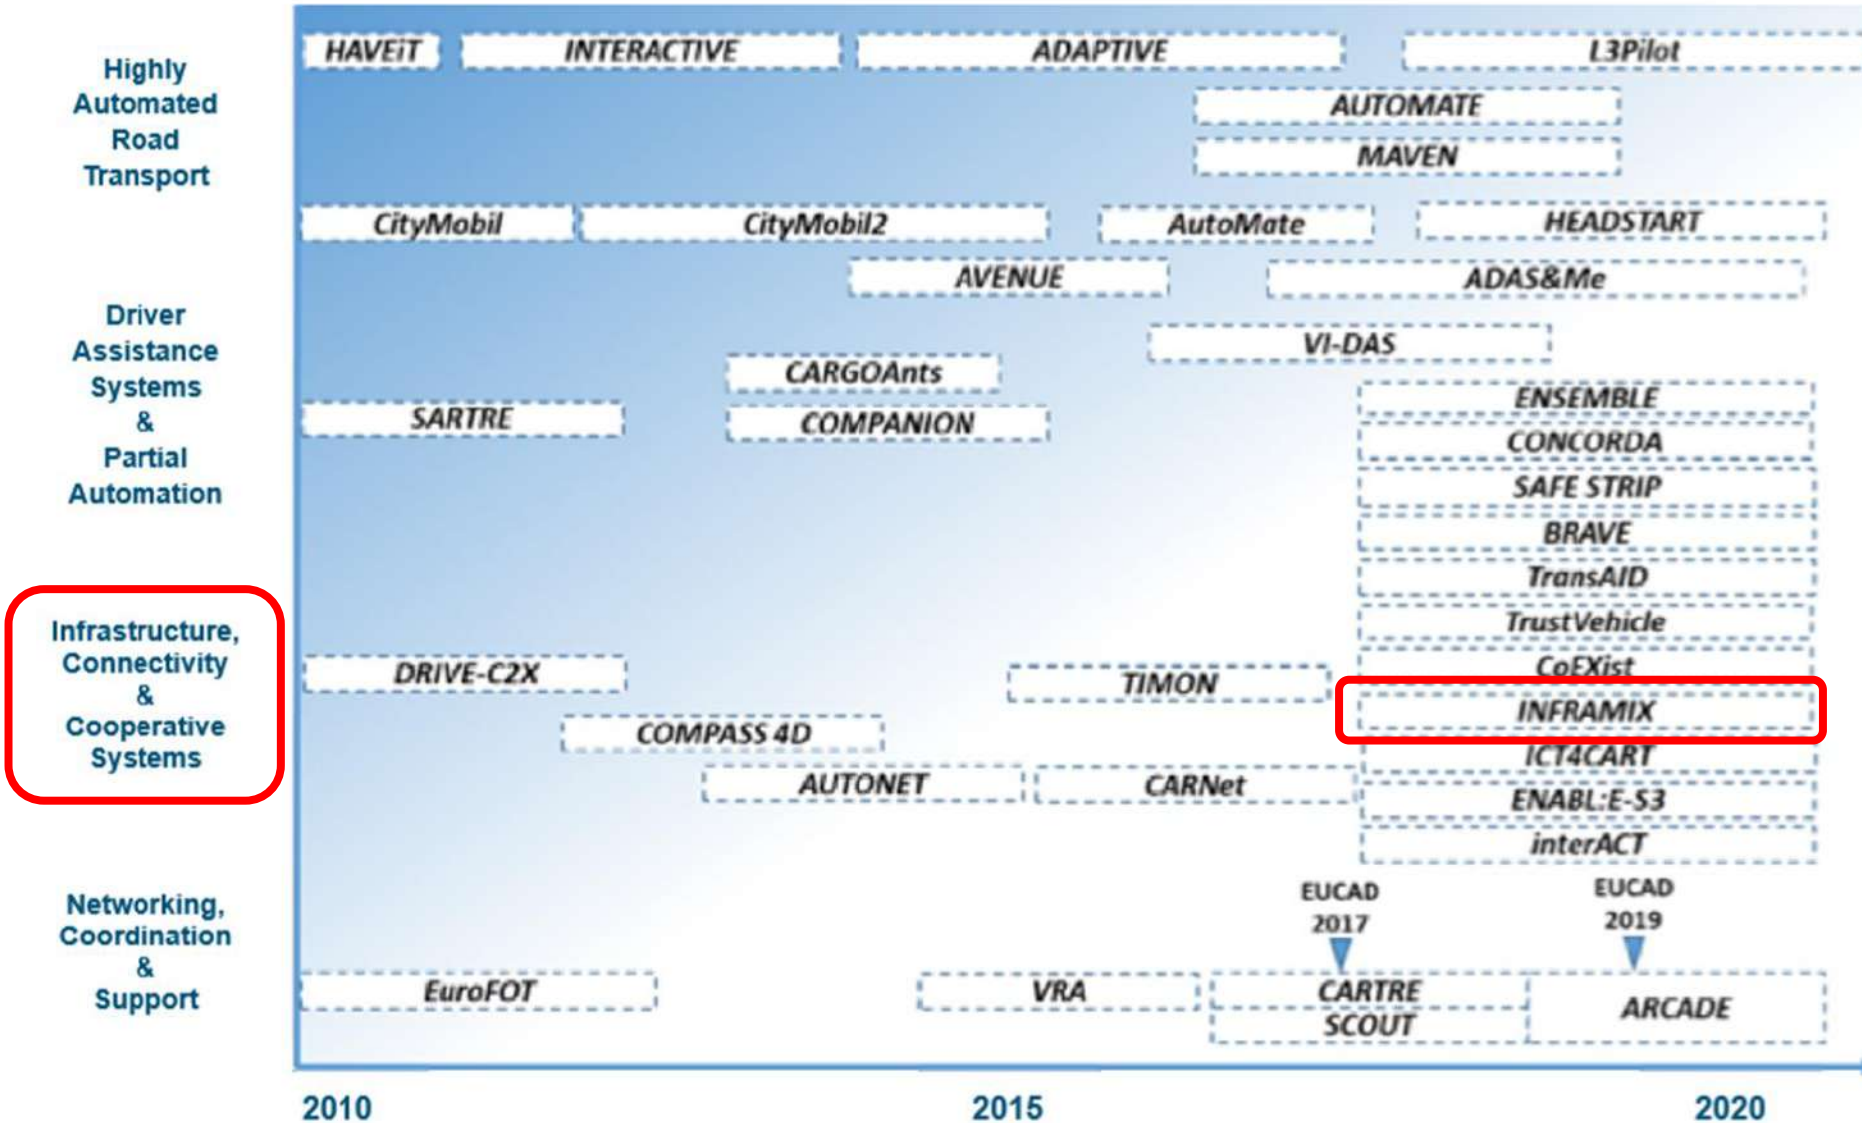 Highly
Automated
Road
Transport
HAVEiT
INTERACTIVE
ADAPTIVE
L3Pilot
AUTOMATE
MAVEN
CityMobil
CityMobil2
AutoMate
HEADSTART
AVENUE
ADAS&Me
Driver
Assistance
Systems
&
Partial
Automation
VI-DAS
CARGOAnts
SARTRE
COMPANION
ENSEMBLE
CONCORDA
SAFE STRIP
BRAVE
TransAID
TrustVehicle
CoEXist
INFRAMIX
ICT4CART
ENABL:E-S3
interACT
Infrastructure,
Connectivity
&
Cooperative
Systems
DRIVE-C2X
TIMON
COMPASS 4D
AUTONET
CARNet
Networking,
Coordination
&
Support
EUCAD
2017
EUCAD
2019
EuroFOT
VRA
CARTRE
SCOUT
ARCADE
2010
2015
2020